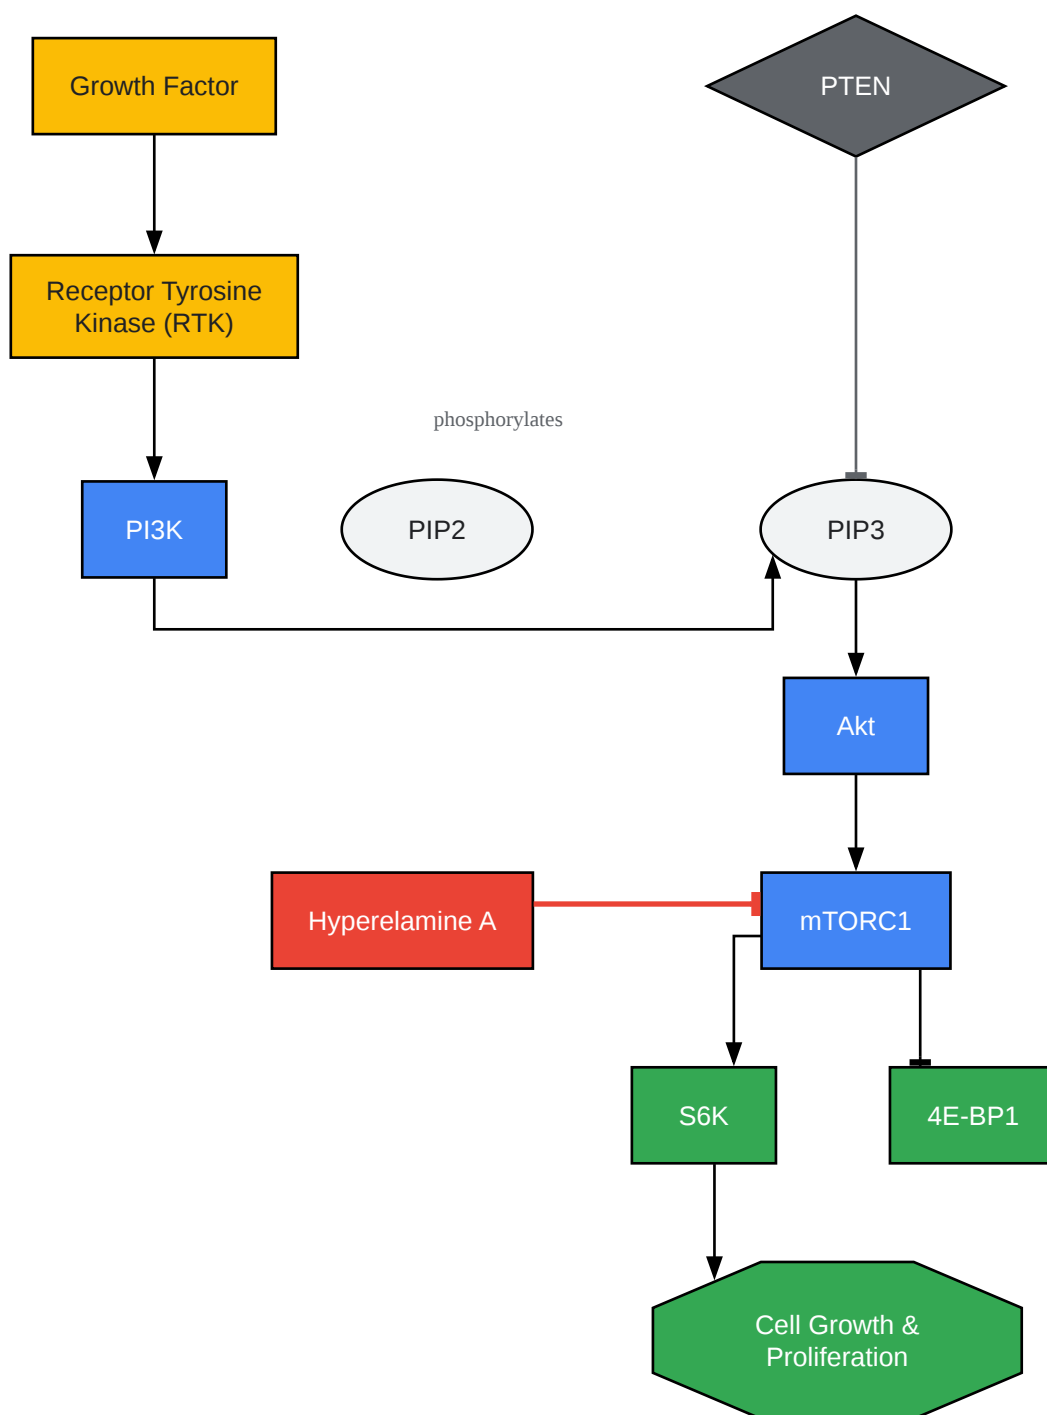 Growth Factor
PTEN
Receptor Tyrosine
Kinase (RTK)
phosphorylates
PI3K
PIP2
PIP3
Akt
Hyperelamine A
mTORC1
S6K
4E-BP1
Cell Growth &
Proliferation